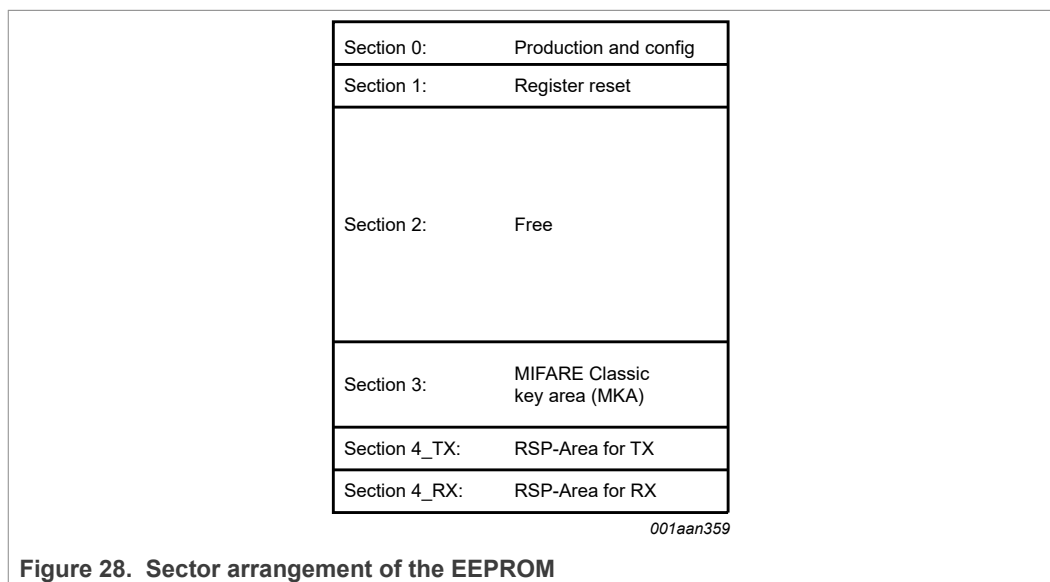 Section 0: Production and config
Section 1: Register reset
Section 2: Free
Section 3: MIFARE Classic
key area (MKA)
Section 4_TX: RSP-Area for TX
Section 4_RX: RSP-Area for RX
001aan359
Figure 28. Sector arrangement of the EEPROM